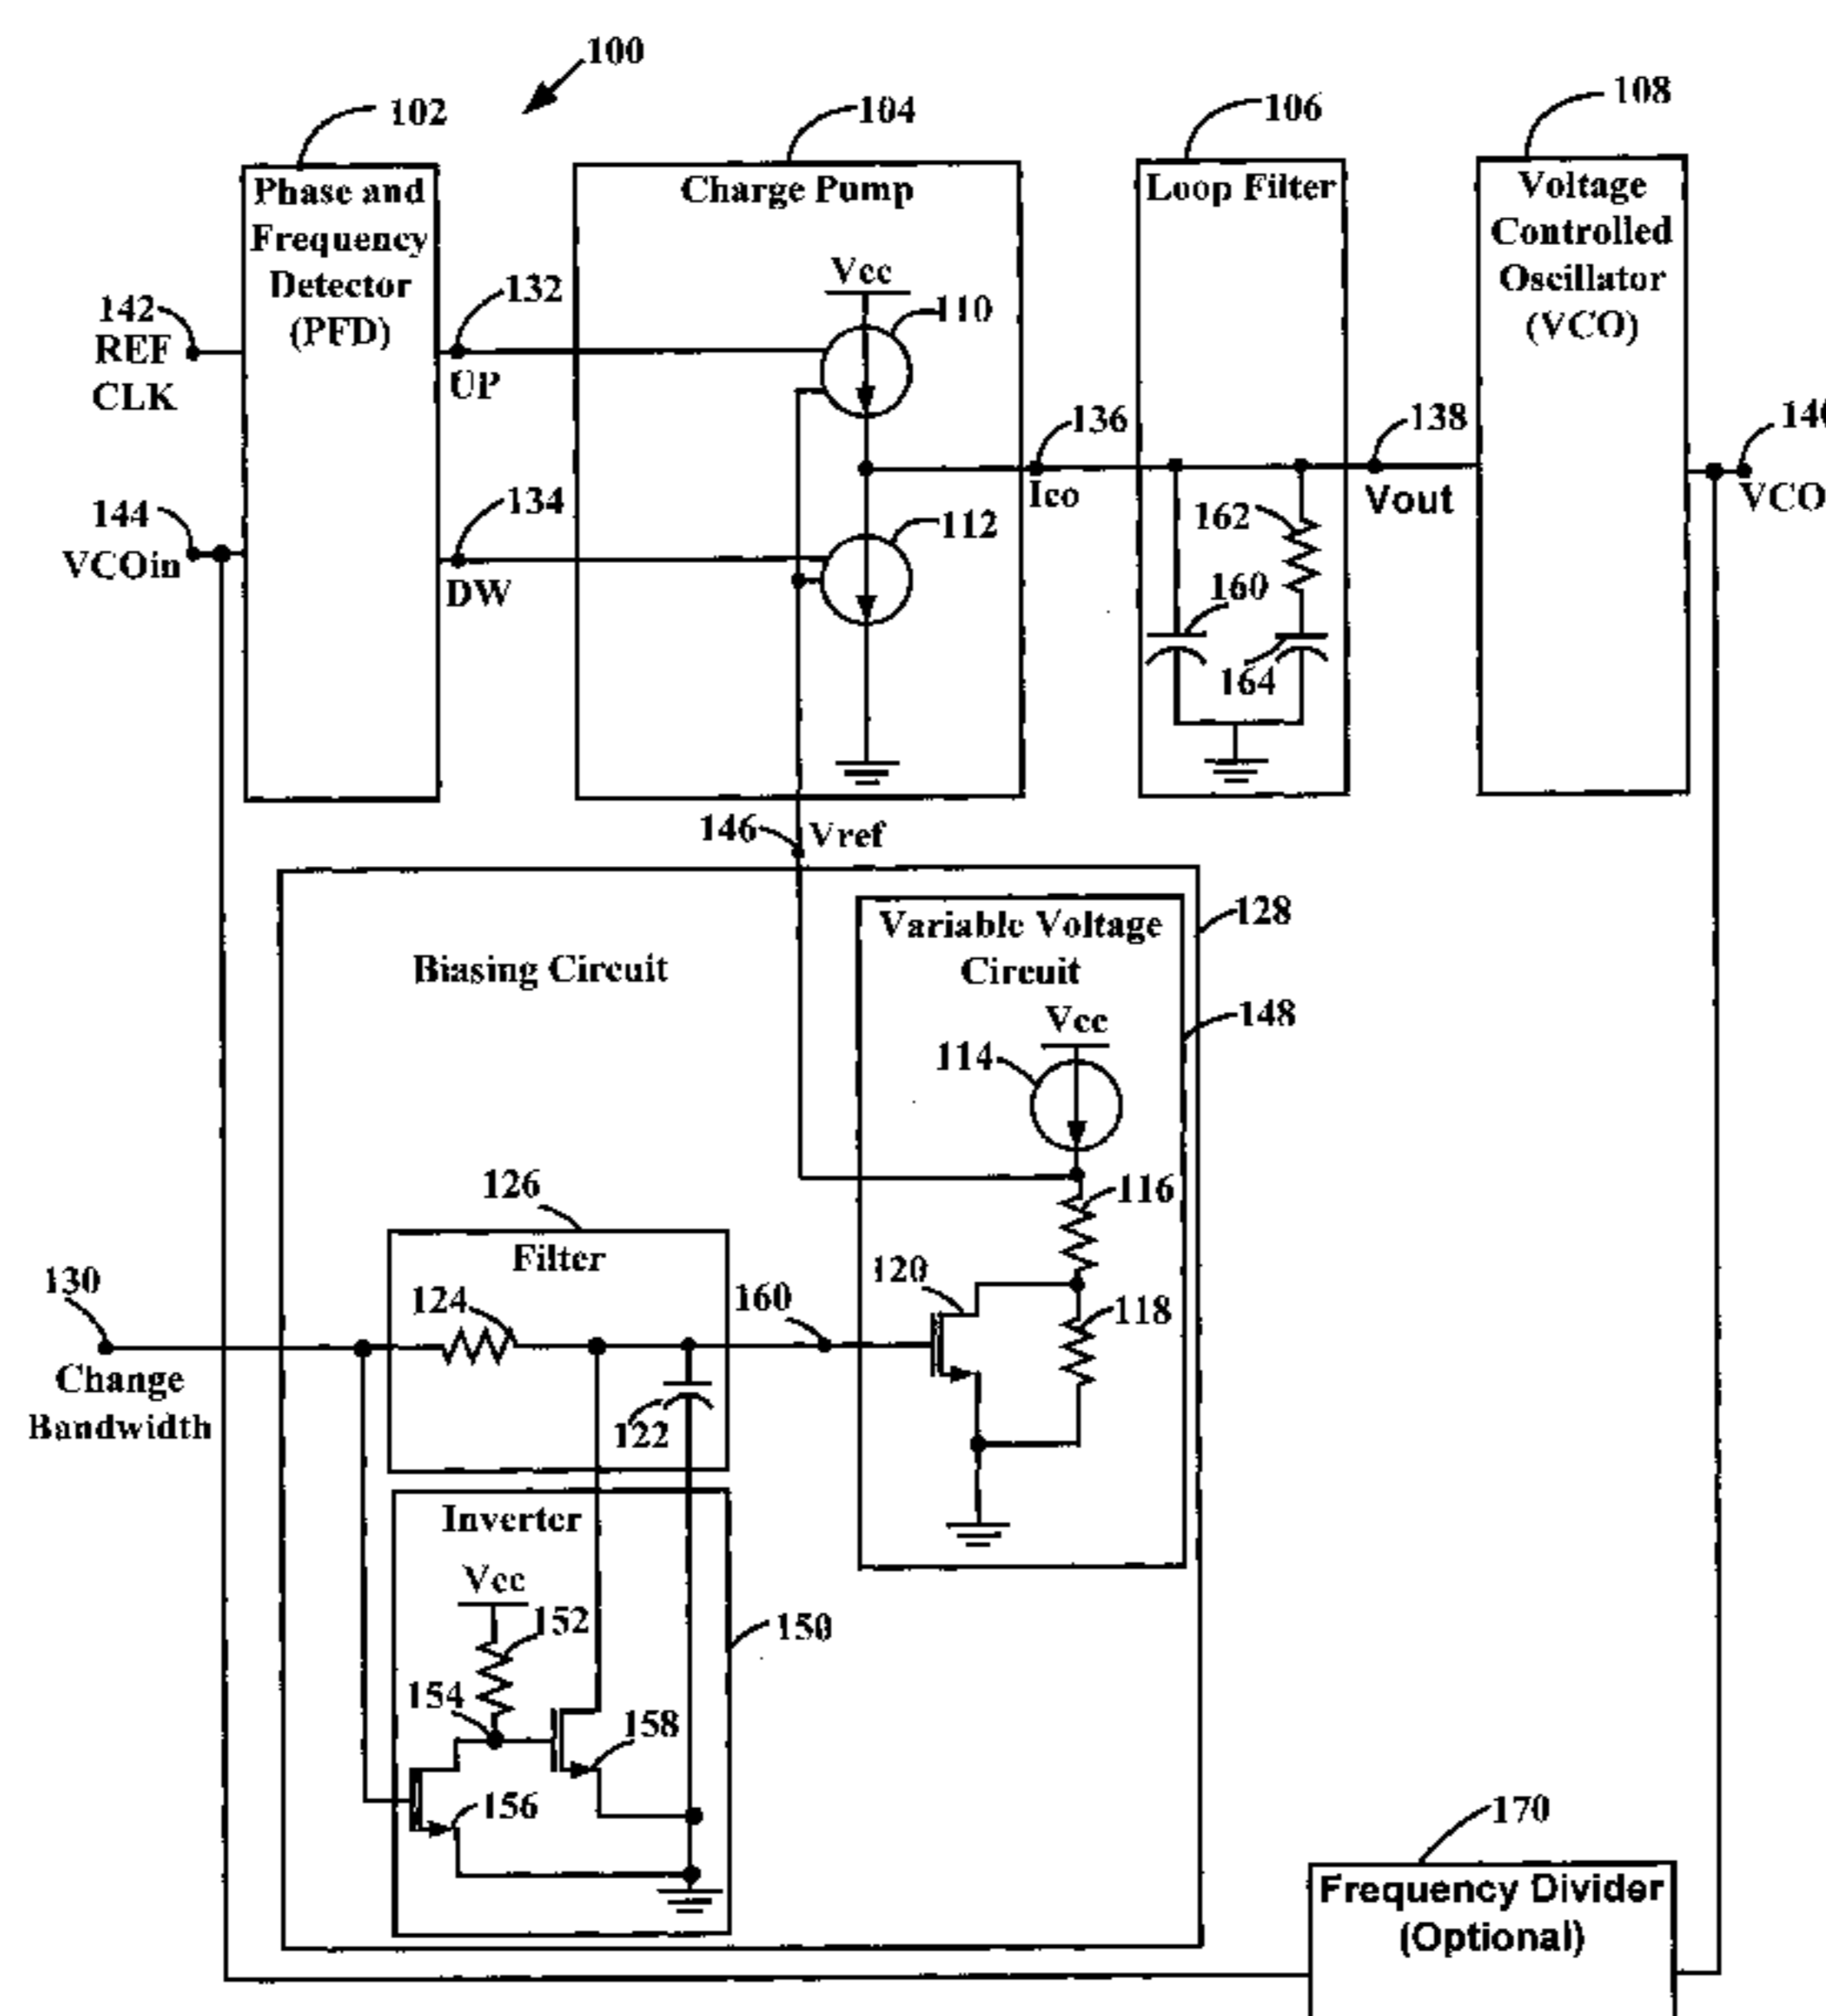 100
102
104
106
108
Phase and
Frequency
Detector
(PFD)
Charge Pump
Loop Filter
Voltage
Controlled
Oscillator
(VCO)
Vcc
110
142
REF
CLK
132
UP
136
Ico
138
Vout
VCO
144
VCOin
134
DW
112
162
160
164
146
Vref
Biasing Circuit
Variable Voltage
Circuit
128
Vcc
148
114
126
Filter
116
130
124
160
120
118
Change
Bandwidth
122
Inverter
Vcc
152
150
154
158
156
170
Frequency Divider
(Optional)